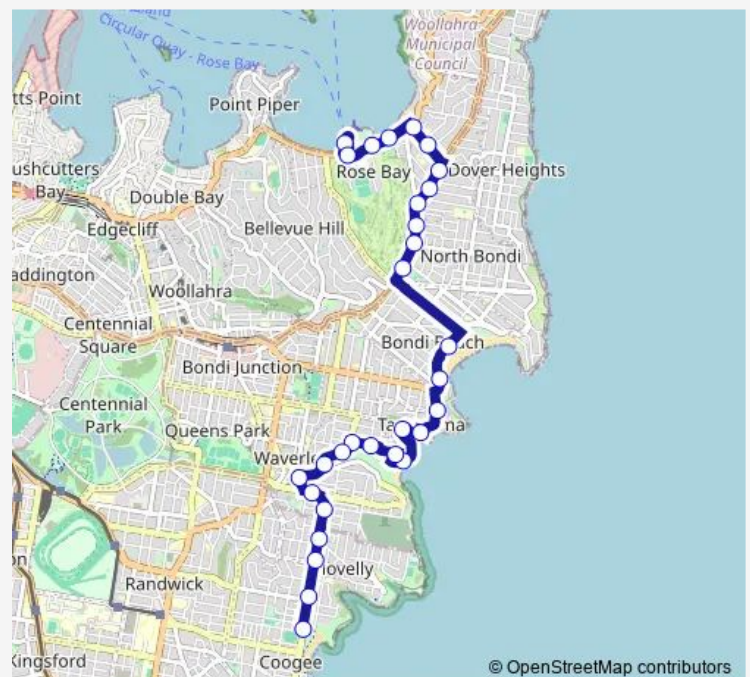 Woollahra
Municipal
Council
Circular Quay - Rose Bay
tts Point
Point Piper
ushcutters
Bay
Rose Bay
Dover Heights
Double Bay
Edgecliff
Bellevue Hill
North Bondi
addington
Woollahra
Centennial
Square
Bondi Junction
Centennial
Park
Queens Park
Randwick
Kingsford
Coogee
© OpenStreetMap contributors